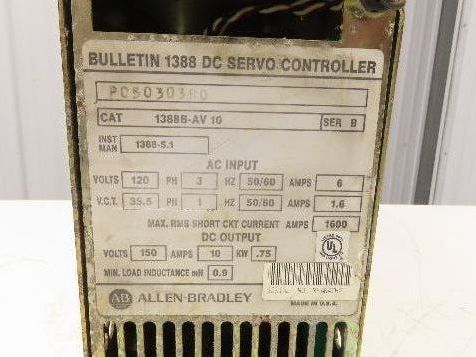 BULLETIN 1388 DC SERVO CONTROLLER
CAT 1388B-AV 10 SER B
INST MAN 1388-5.1
AC INPUT
VOLTS 120 PH 3 HZ 50/60 AMPS 6
V.C.T. 35.5 PH 1 HZ 50/60 AMPS 1.6
MAX. RMS SHORT CKT CURRENT AMPS 1600
DC OUTPUT
VOLTS 150 AMPS 10 KW .75
MIN. LOAD INDUCTANCE mH 0.9
UL
AB ALLEN-BRADLEY
MADE IN U.S.A.